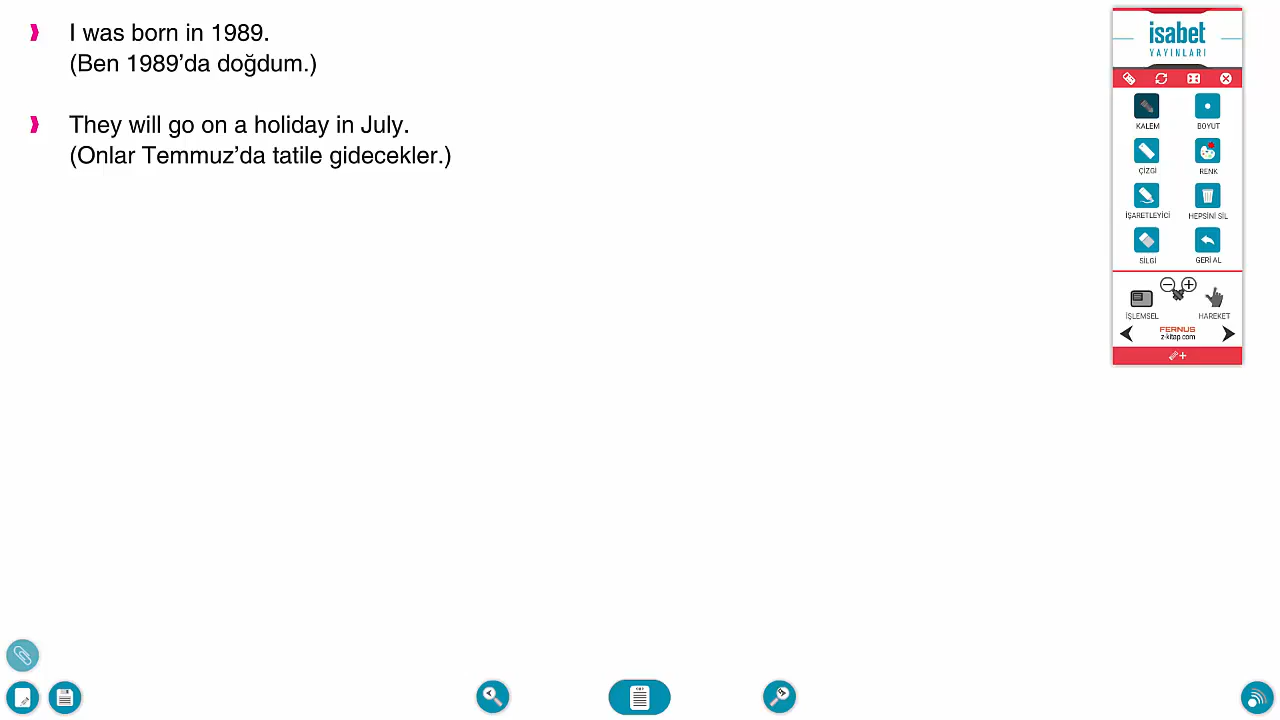 I was born in 1989.
(Ben 1989’da doğdum.)
They will go on a holiday in July.
(Onlar Temmuz’da tatile gidecekler.)
isabet
YAYINLARI
KALEM
BOYUT
ÇİZGİ
RENK
İŞARETLEYİCİ
HEPSİNİ SİL
SİLGİ
GERİ AL
İŞLEMSEL
HAREKET
FERNUS
z-kitap.com